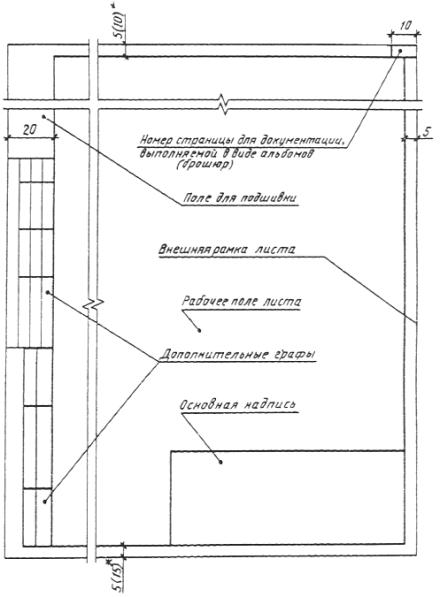 5(10)*
10
20
5
Номер страницы для документации,
выполняемой в виде альбомов
(брошюр)
Поле для подшивки
Внешняя рамка листа
Рабочее поле листа
Дополнительные графы
Основная надпись
*
5(15)